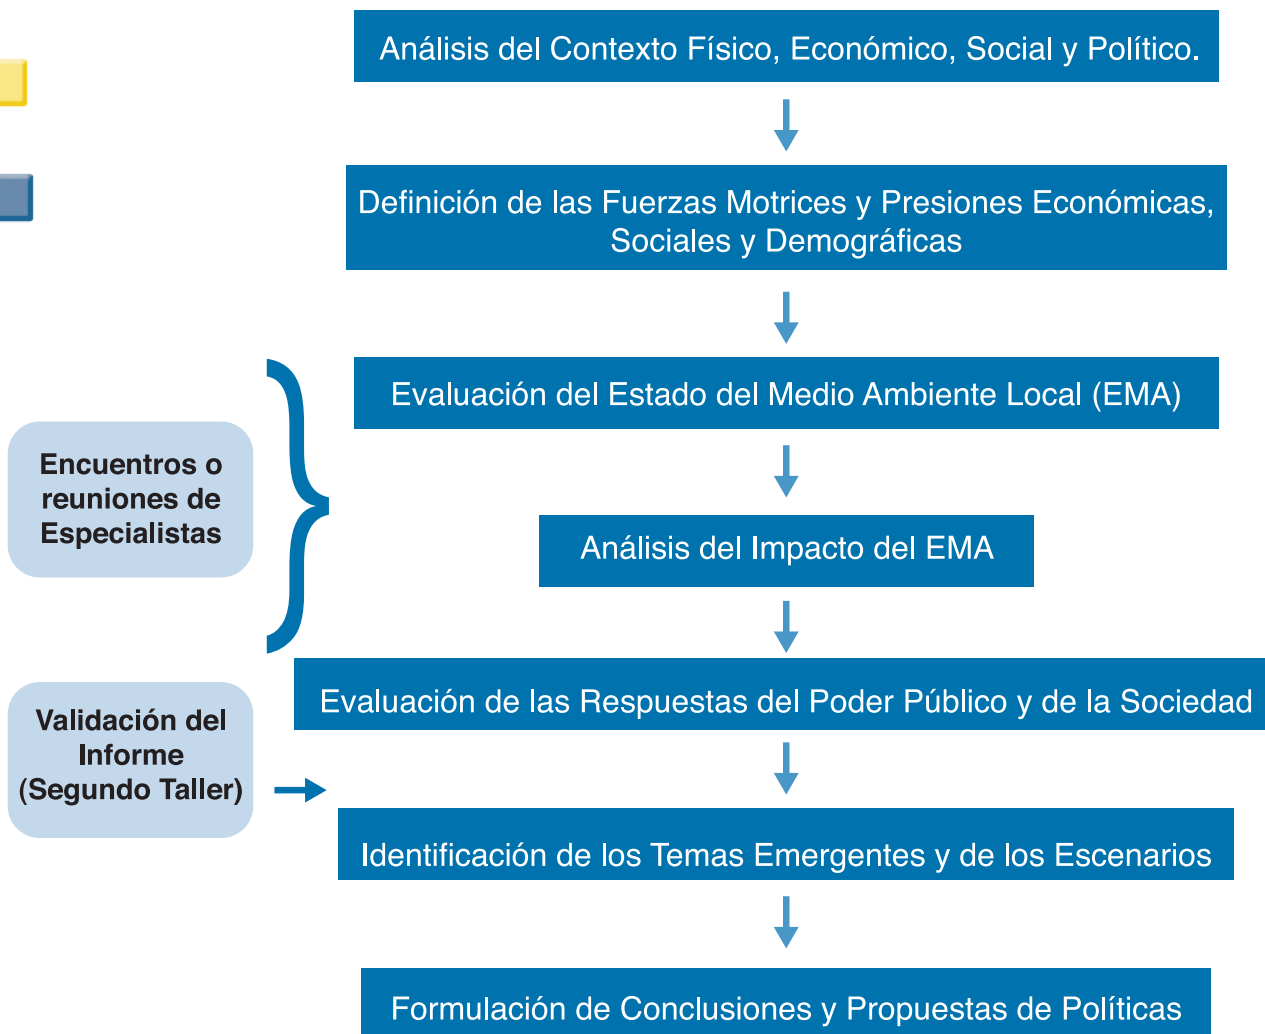 Análisis del Contexto Físico, Económico, Social y Político.
Definición de las Fuerzas Motrices y Presiones Económicas,
Sociales y Demográficas
Evaluación del Estado del Medio Ambiente Local (EMA)
Encuentros o
reuniones de
Especialistas
Análisis del Impacto del EMA
Evaluación de las Respuestas del Poder Público y de la Sociedad
Validación del
Informe
(Segundo Taller)
Identificación de los Temas Emergentes y de los Escenarios
Formulación de Conclusiones y Propuestas de Políticas